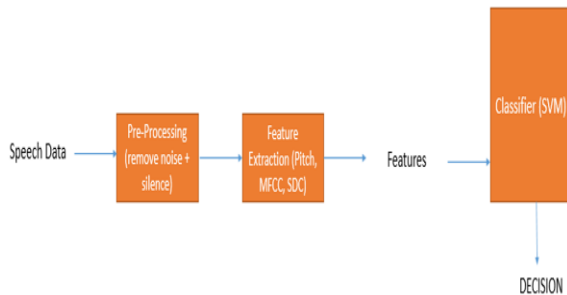 Speech Data
Pre-Processing
(remove noise +
silence)
Feature
Extraction (Pitch,
MFCC, SDC)
Features
Classifier (SVM)
DECISION